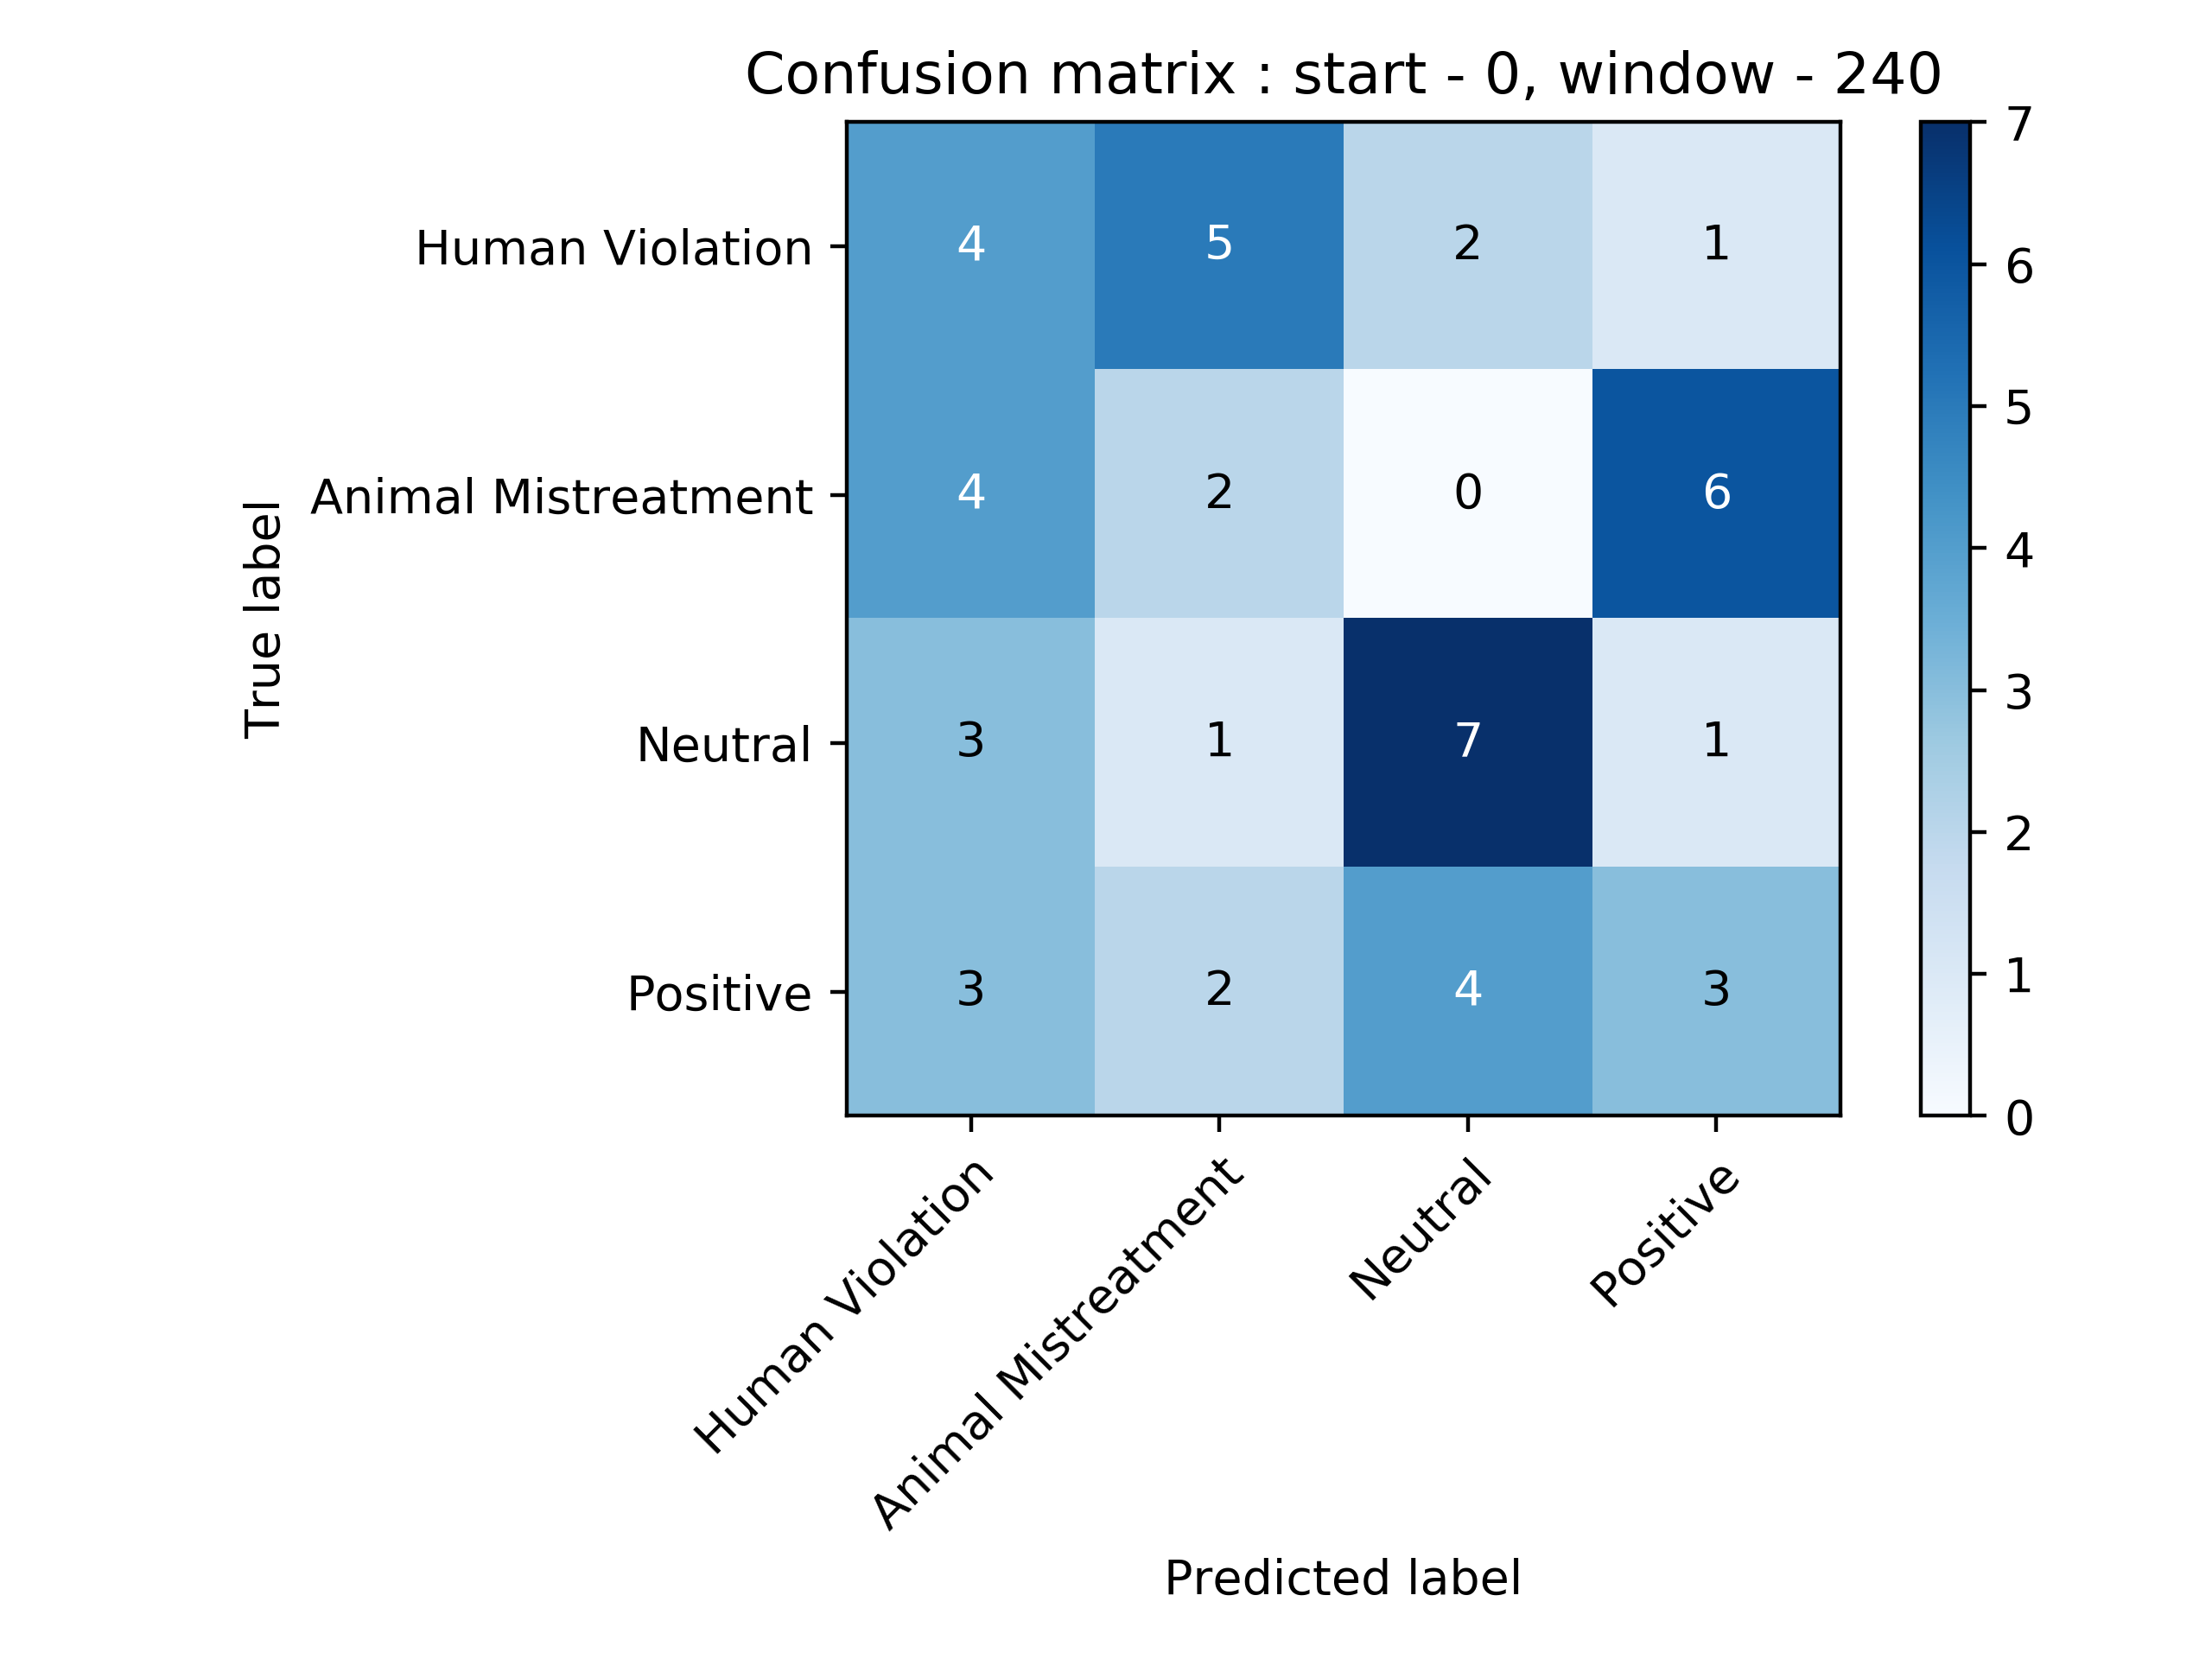 Confusion matrix : start - 0, window - 240
True label
Human Violation
4 5 2 1
Animal Mistreatment
4 2 0 6
Neutral
3 1 7 1
Positive
3 2 4 3
Human Violation
Animal Mistreatment
Neutral
Positive
Predicted label
7
6
5
4
3
2
1
0